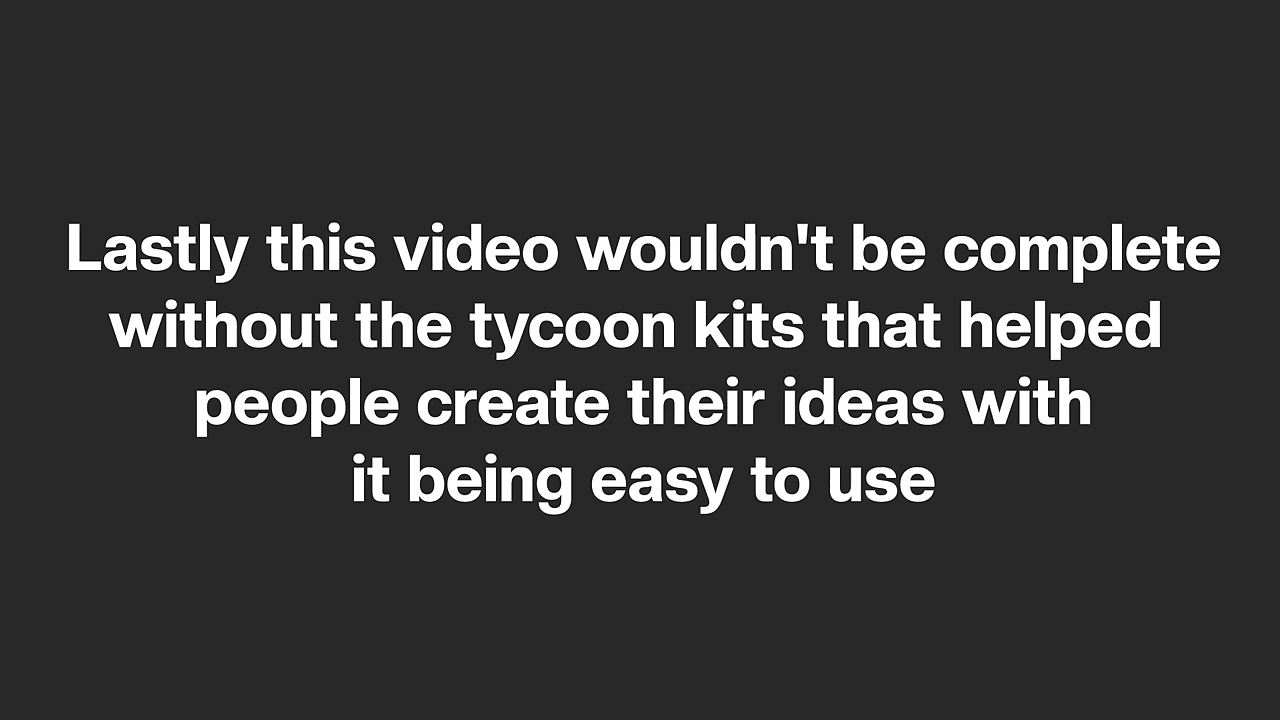 Lastly this video wouldn't be complete
without the tycoon kits that helped
people create their ideas with
it being easy to use